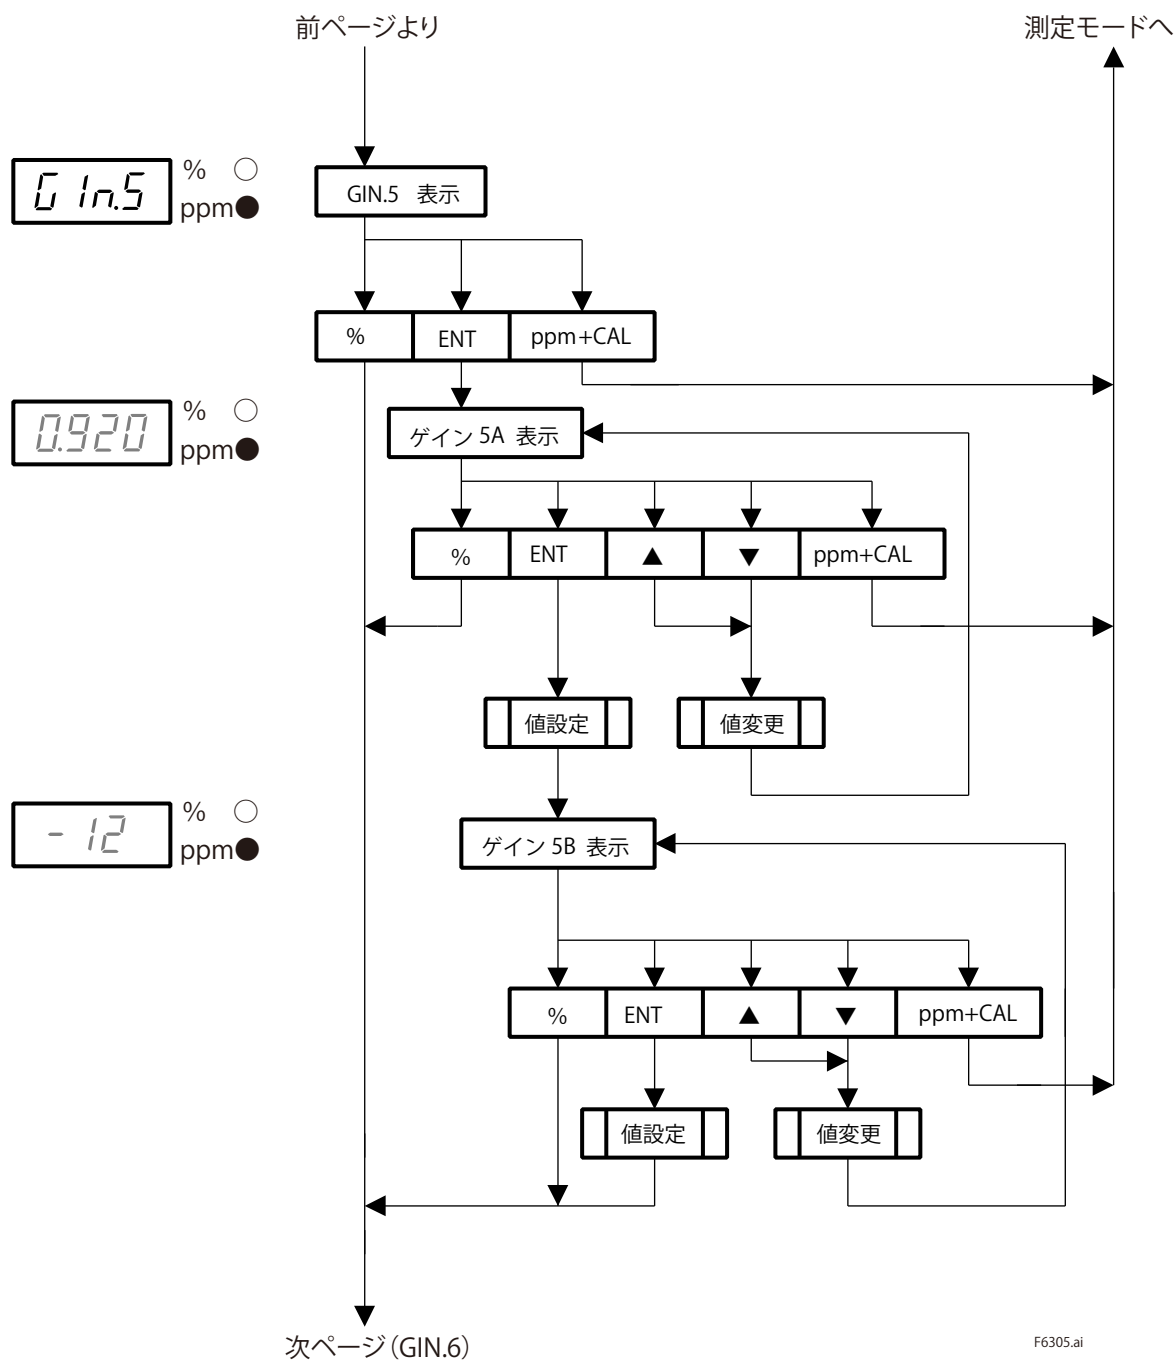 前ページより
測定モードへ
GIn.5
% ○
ppm●
GIN.5 表示
% ENT ppm+CAL
0.920
% ○
ppm●
ゲイン 5A 表示
% ENT ▲ ▼ ppm+CAL
値設定 値変更
-12
% ○
ppm●
ゲイン 5B 表示
% ENT ▲ ▼ ppm+CAL
値設定 値変更
次ページ(GIN.6)
F6305.ai